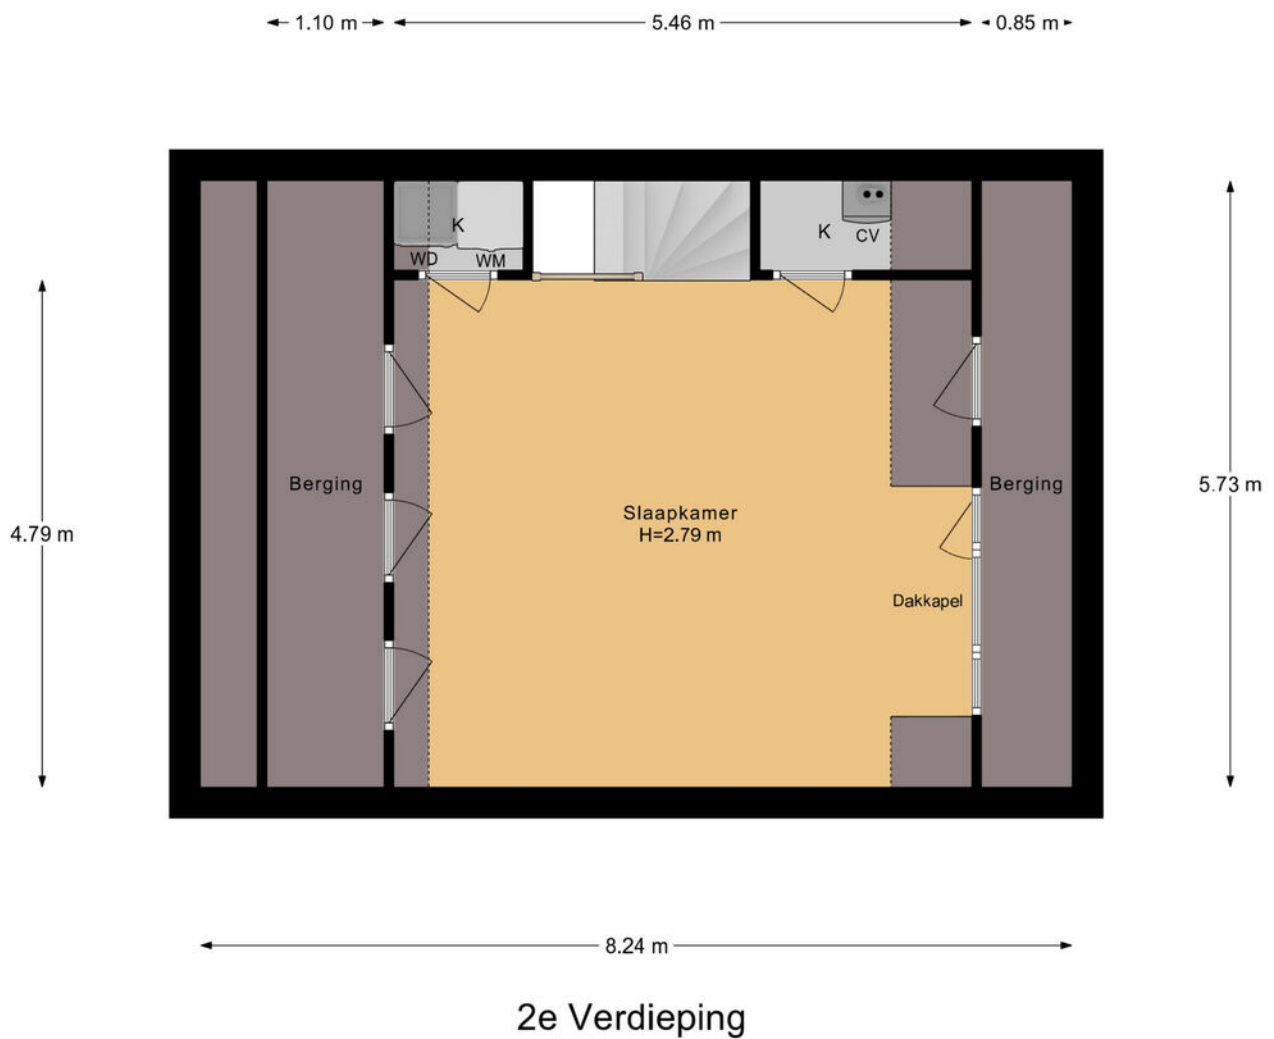 1.10 m
5.46 m
0.85 m
K
WD
WM
K
CV
4.79 m
Berging
Slaapkamer
H=2.79 m
Berging
5.73 m
Dakkapel
8.24 m
2e Verdieping